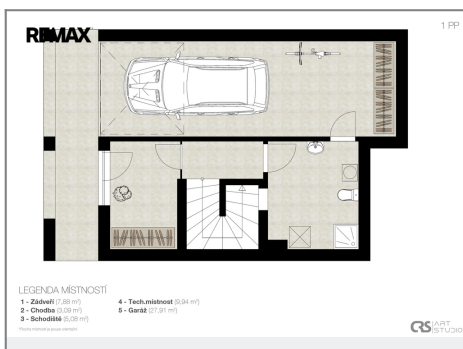 RE/MAX
1 PP
LEGENDA MÍSTNOSTÍ
1 - Zádveří (7,88 m²)
2 - Chodba (3,09 m²)
3 - Schodiště (5,08 m²)
4 - Tech.místnost (9,94 m²)
5 - Garáž (27,91 m²)
CRS ART STUDIO